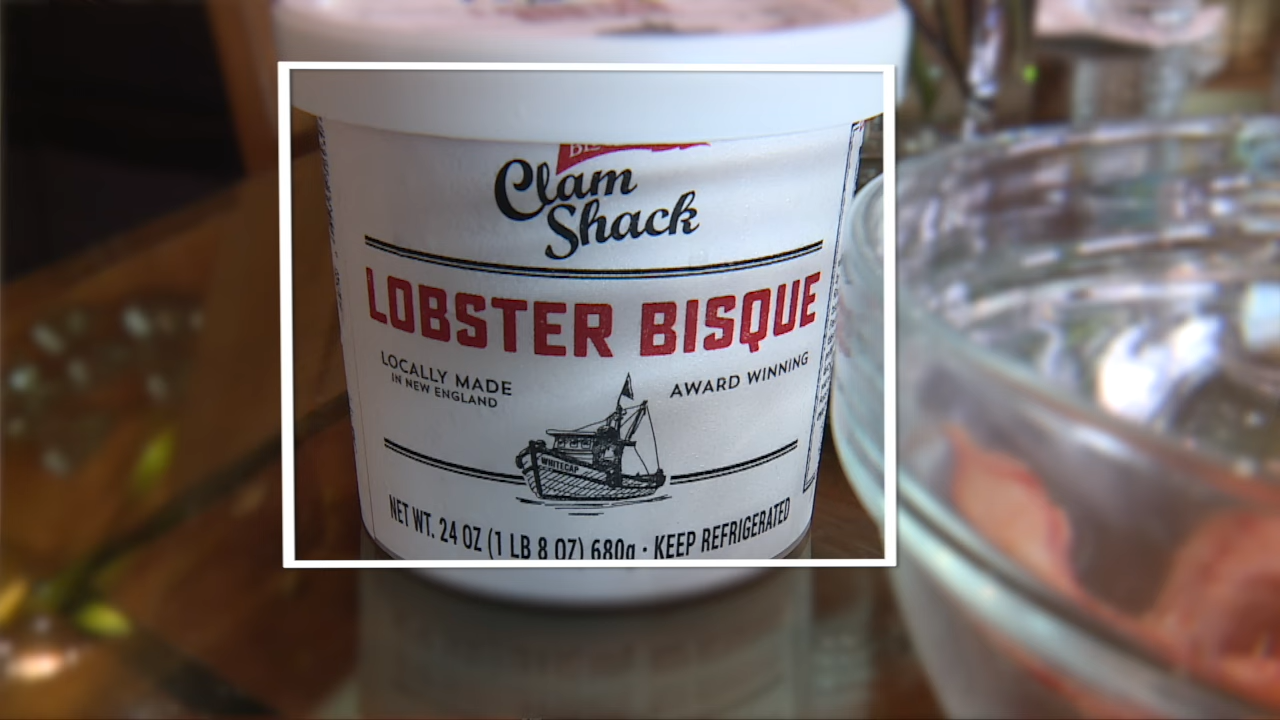 Clam
Shack
LOBSTER BISQUE
LOCALLY MADE
IN NEW ENGLAND
AWARD WINNING
WHITECAP
NET WT. 24 OZ (1 LB 8 OZ) 680g · KEEP REFRIGERATED